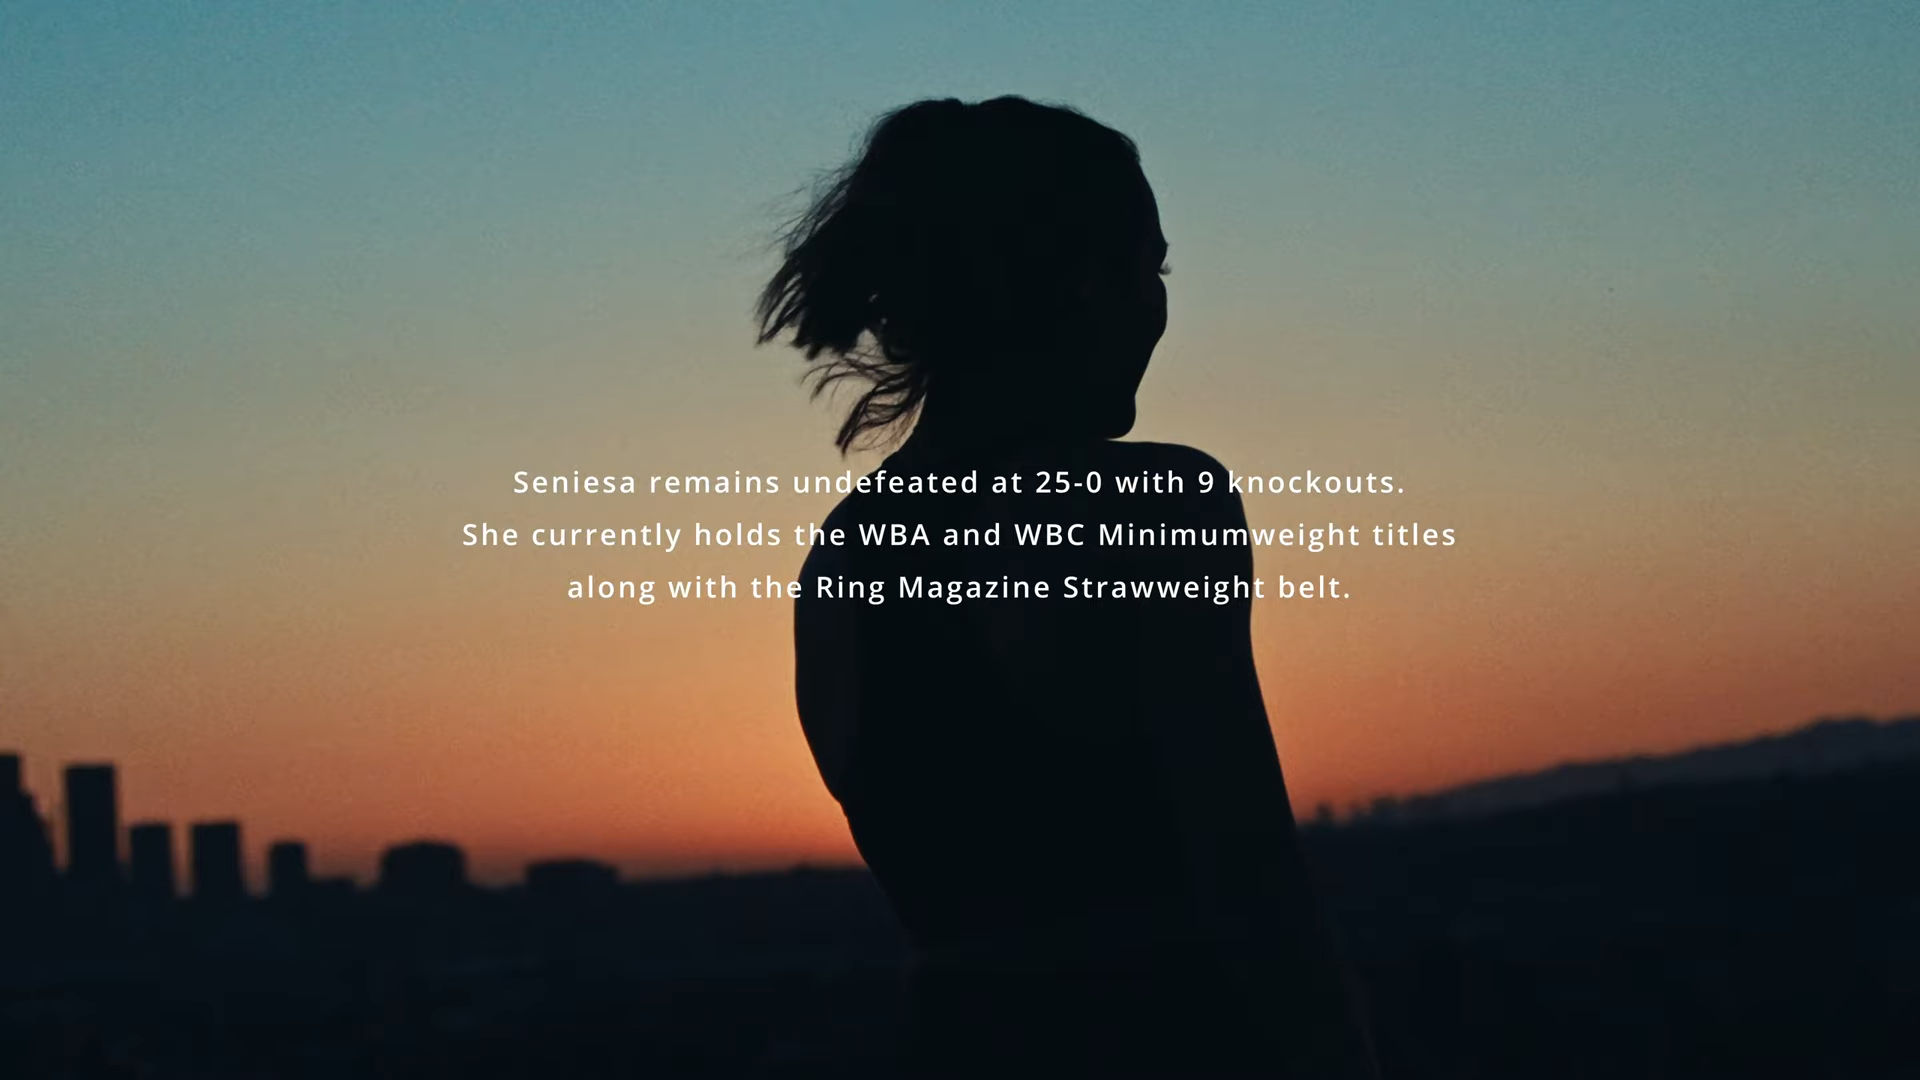 Seniesa remains undefeated at 25-0 with 9 knockouts.
She currently holds the WBA and WBC Minimumweight titles
along with the Ring Magazine Strawweight belt.